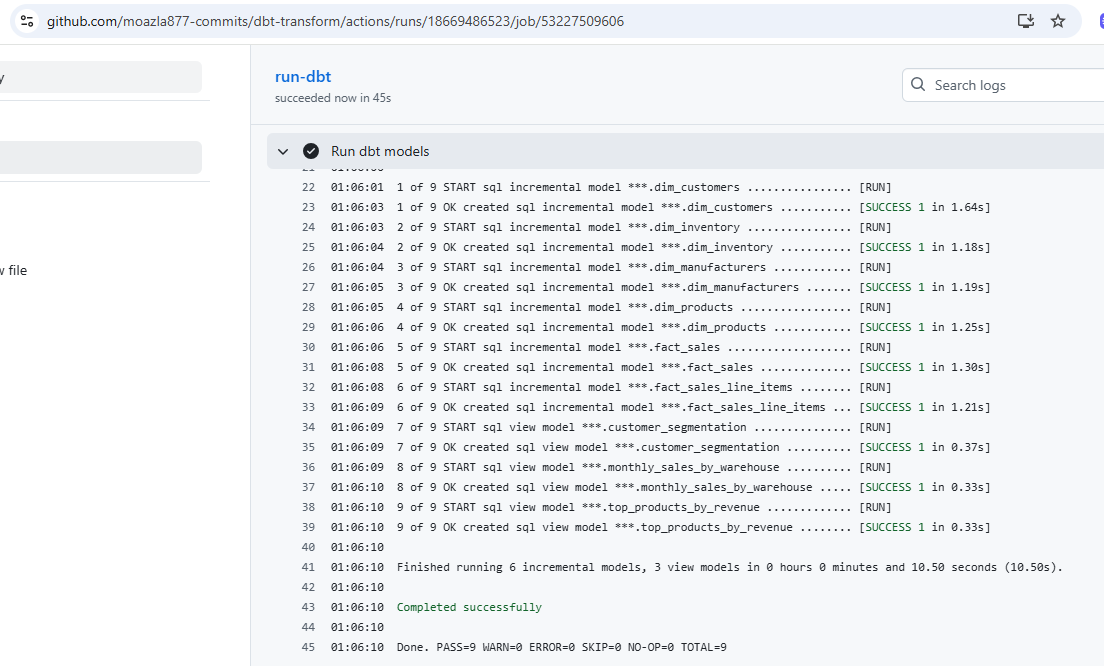 github.com/moazla877-commits/dbt-transform/actions/runs/18669486523/job/53227509606
run-dbt
succeeded now in 45s
Search logs
Run dbt models
22 01:06:01 1 of 9 START sql incremental model ***.dim_customers ................ [RUN]
23 01:06:03 1 of 9 OK created sql incremental model ***.dim_customers ........... [SUCCESS 1 in 1.64s]
24 01:06:03 2 of 9 START sql incremental model ***.dim_inventory ................ [RUN]
25 01:06:04 2 of 9 OK created sql incremental model ***.dim_inventory ........... [SUCCESS 1 in 1.18s]
26 01:06:04 3 of 9 START sql incremental model ***.dim_manufacturers ............ [RUN]
27 01:06:05 3 of 9 OK created sql incremental model ***.dim_manufacturers ....... [SUCCESS 1 in 1.19s]
28 01:06:05 4 of 9 START sql incremental model ***.dim_products ................. [RUN]
29 01:06:06 4 of 9 OK created sql incremental model ***.dim_products ............ [SUCCESS 1 in 1.25s]
30 01:06:06 5 of 9 START sql incremental model ***.fact_sales ................... [RUN]
31 01:06:08 5 of 9 OK created sql incremental model ***.fact_sales .............. [SUCCESS 1 in 1.30s]
32 01:06:08 6 of 9 START sql incremental model ***.fact_sales_line_items ........ [RUN]
33 01:06:09 6 of 9 OK created sql incremental model ***.fact_sales_line_items ... [SUCCESS 1 in 1.21s]
34 01:06:09 7 of 9 START sql view model ***.customer_segmentation ............... [RUN]
35 01:06:09 7 of 9 OK created sql view model ***.customer_segmentation .......... [SUCCESS 1 in 0.37s]
36 01:06:09 8 of 9 START sql view model ***.monthly_sales_by_warehouse .......... [RUN]
37 01:06:10 8 of 9 OK created sql view model ***.monthly_sales_by_warehouse ..... [SUCCESS 1 in 0.33s]
38 01:06:10 9 of 9 START sql view model ***.top_products_by_revenue ............. [RUN]
39 01:06:10 9 of 9 OK created sql view model ***.top_products_by_revenue ........ [SUCCESS 1 in 0.33s]
40 01:06:10
41 01:06:10 Finished running 6 incremental models, 3 view models in 0 hours 0 minutes and 10.50 seconds (10.50s).
42 01:06:10
43 01:06:10 Completed successfully
44 01:06:10
45 01:06:10 Done. PASS=9 WARN=0 ERROR=0 SKIP=0 NO-OP=0 TOTAL=9
file